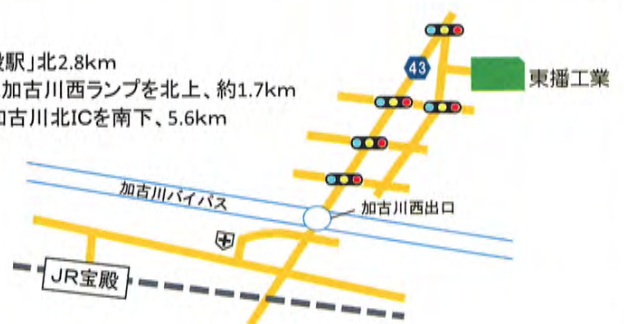 駅」北2.8km
加古川西ランプを北上、約1.7km
加古川北ICを南下、5.6km
43
東播工業
加古川バイパス
加古川西出口
JR宝殿